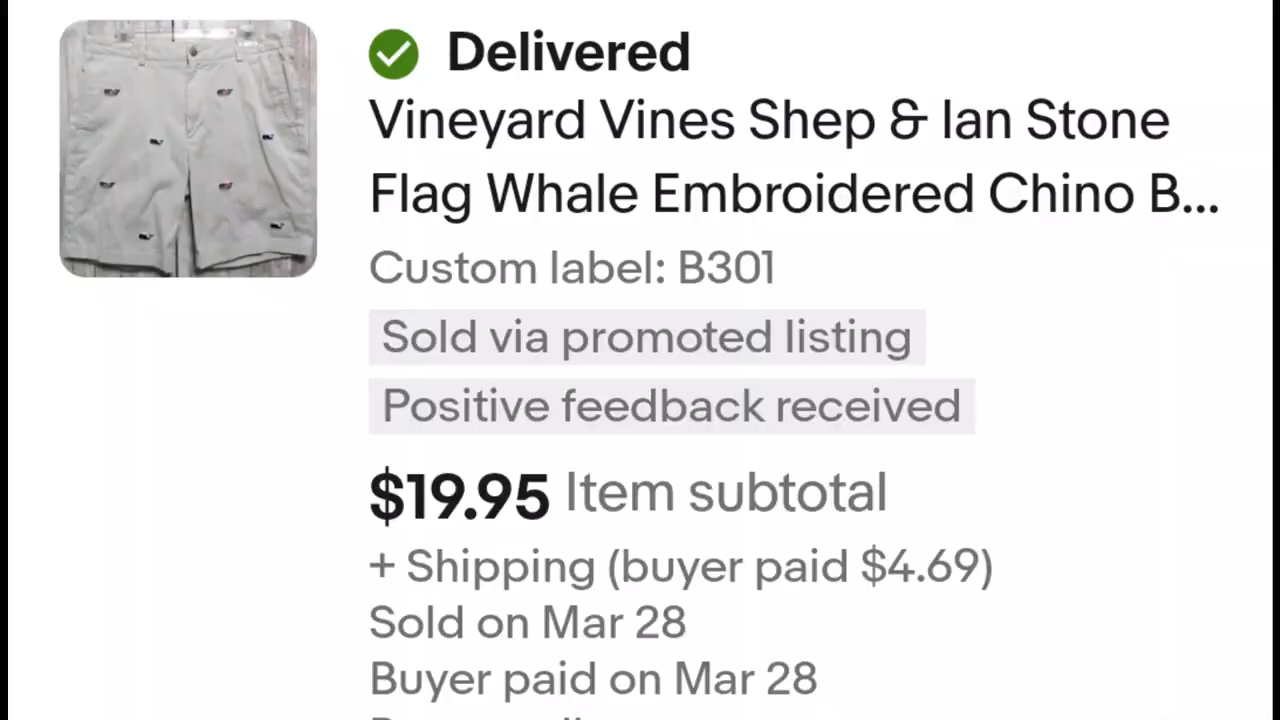 Delivered
Vineyard Vines Shep & Ian Stone
Flag Whale Embroidered Chino B...
Custom label: B301
Sold via promoted listing
Positive feedback received
$19.95 Item subtotal
+ Shipping (buyer paid $4.69)
Sold on Mar 28
Buyer paid on Mar 28